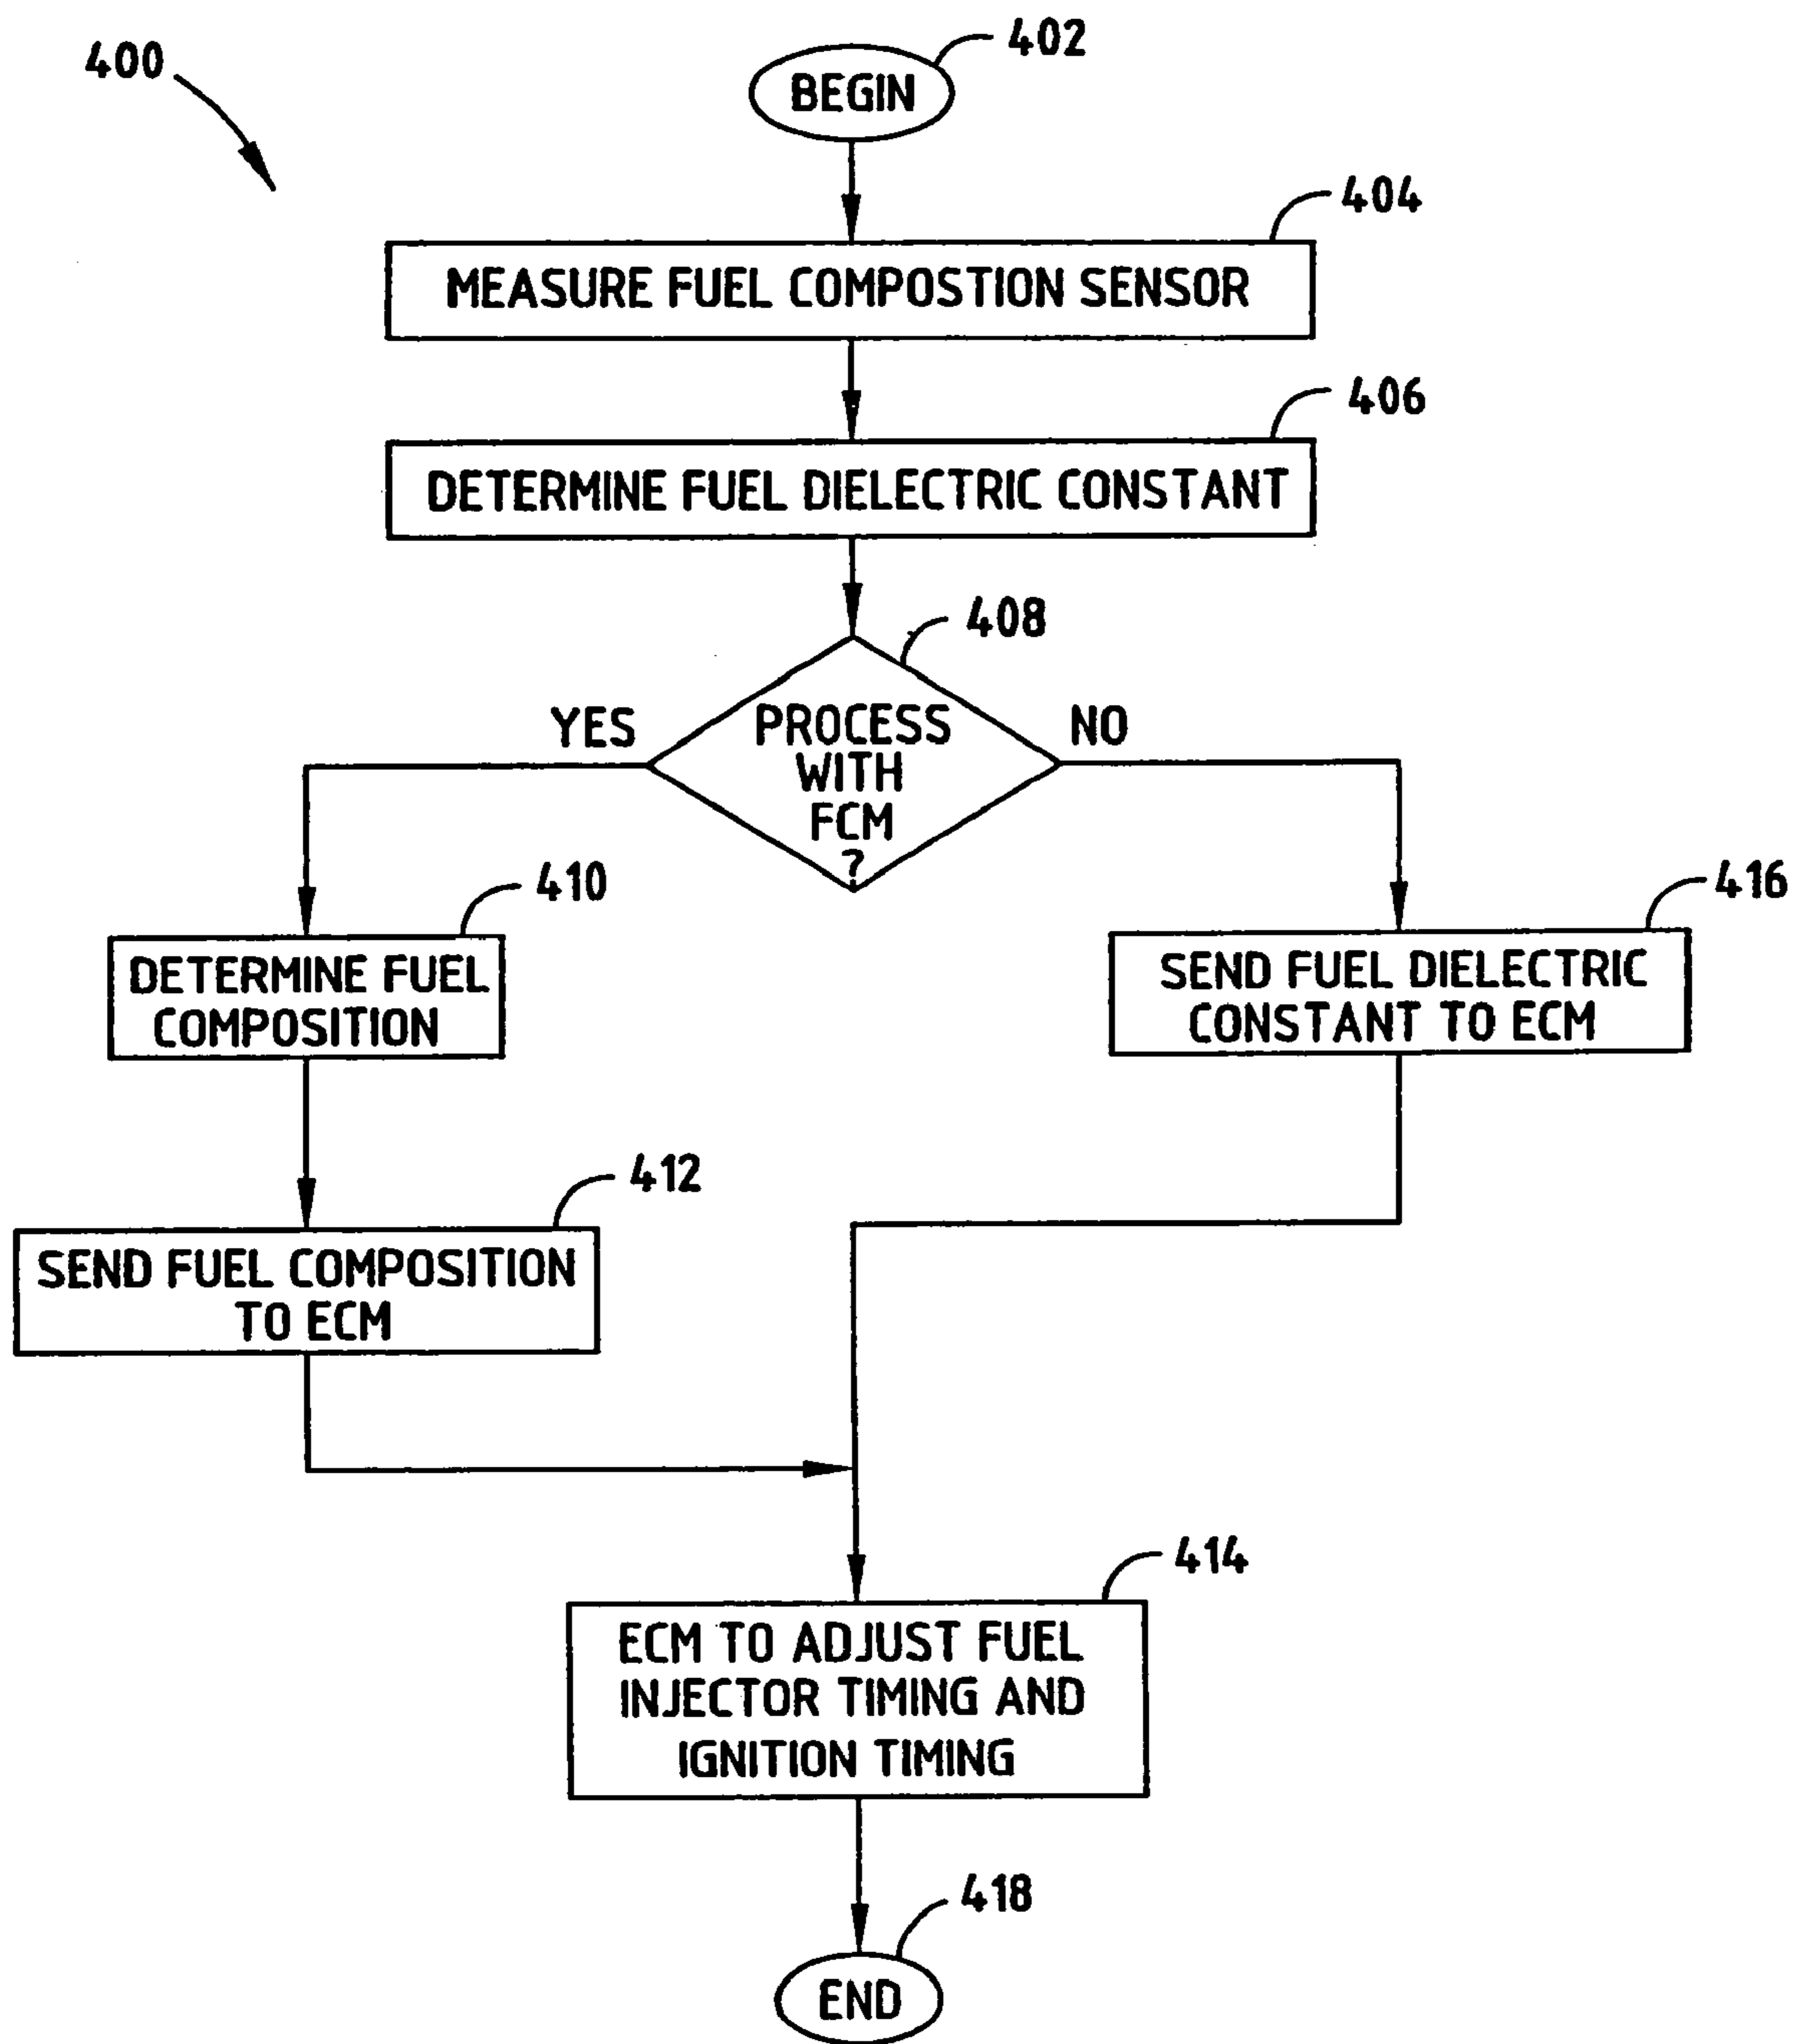 400
402
BEGIN
404
MEASURE FUEL COMPOSTION SENSOR
406
DETERMINE FUEL DIELECTRIC CONSTANT
408
YES
PROCESS
WITH
FCM
?
NO
410
DETERMINE FUEL
COMPOSITION
416
SEND FUEL DIELECTRIC
CONSTANT TO ECM
412
SEND FUEL COMPOSITION
TO ECM
414
ECM TO ADJUST FUEL
INJECTOR TIMING AND
IGNITION TIMING
418
END